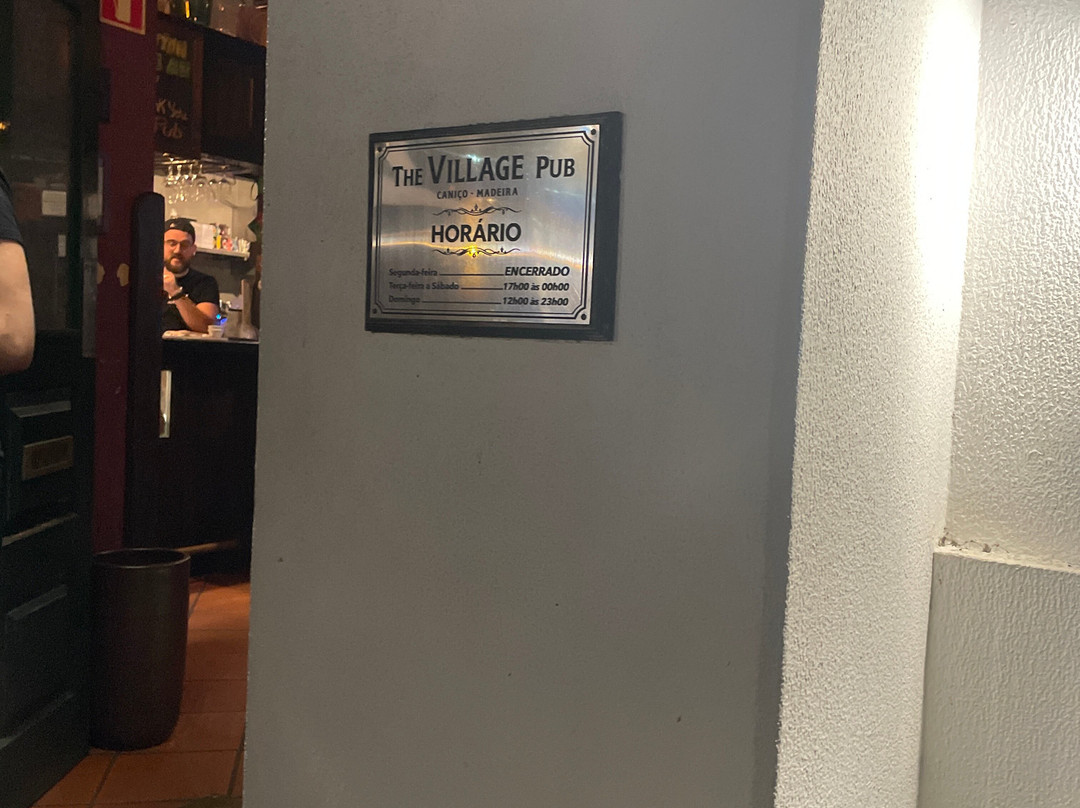 THE VILLAGE PUB
CANIÇO - MADEIRA
HORÁRIO
Segunda-feira ENCERRADO
Terça-feira a Sábado 17h00 às 00h00
Domingo 12h00 às 23h00
Pub